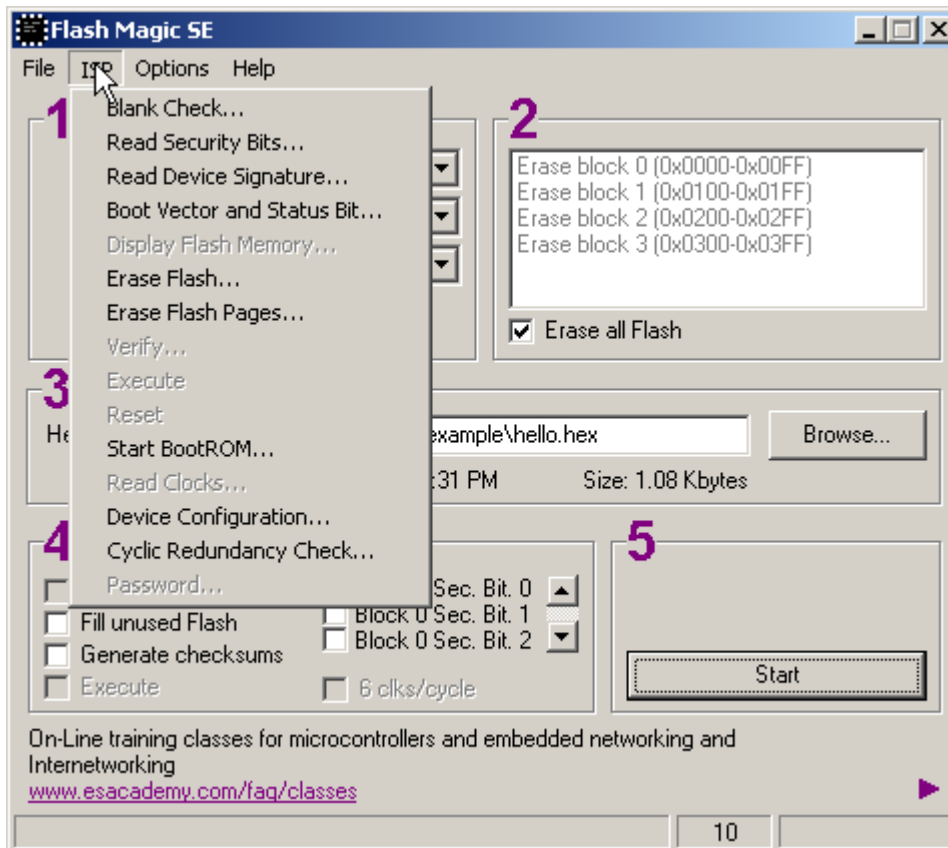 Flash Magic SE
File ISP Options Help
Blank Check...
Read Security Bits...
Read Device Signature...
Boot Vector and Status Bit...
Display Flash Memory...
Erase Flash...
Erase Flash Pages...
Verify...
Execute
Reset
Start BootROM...
Read Clocks...
Device Configuration...
Cyclic Redundancy Check...
Password...
1
2
Erase block 0 (0x0000-0x00FF)
Erase block 1 (0x0100-0x01FF)
Erase block 2 (0x0200-0x02FF)
Erase block 3 (0x0300-0x03FF)
Erase all Flash
3
He
example\hello.hex
Browse...
:31 PM
Size: 1.08 Kbytes
4
Sec. Bit. 0
Block 0 Sec. Bit. 1
Block 0 Sec. Bit. 2
Fill unused Flash
Generate checksums
Execute
6 clks/cycle
5
Start
On-Line training classes for microcontrollers and embedded networking and
Internetworking
www.esacademy.com/faq/classes
10